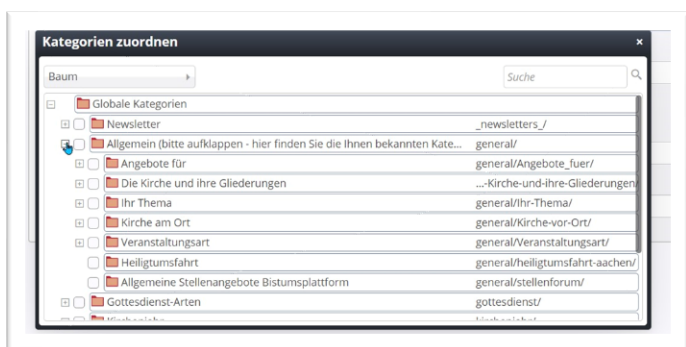 Kategorien zuordnen ×
Baum Suche
Globale Kategorien
Newsletter _newsletters_/
Allgemein (bitte aufklappen - hier finden Sie die Ihnen bekannten Kate... general/
Angebote für general/Angebote_fuer/
Die Kirche und ihre Gliederungen ...-Kirche-und-ihre-Gliederungen/
Ihr Thema general/Ihr-Thema/
Kirche am Ort general/Kirche-vor-Ort/
Veranstaltungsart general/Veranstaltungsart/
Heiligtumsfahrt general/heiligtumsfahrt-aachen/
Allgemeine Stellenangebote Bistumsplattform general/stellenforum/
Gottesdienst-Arten gottesdienst/